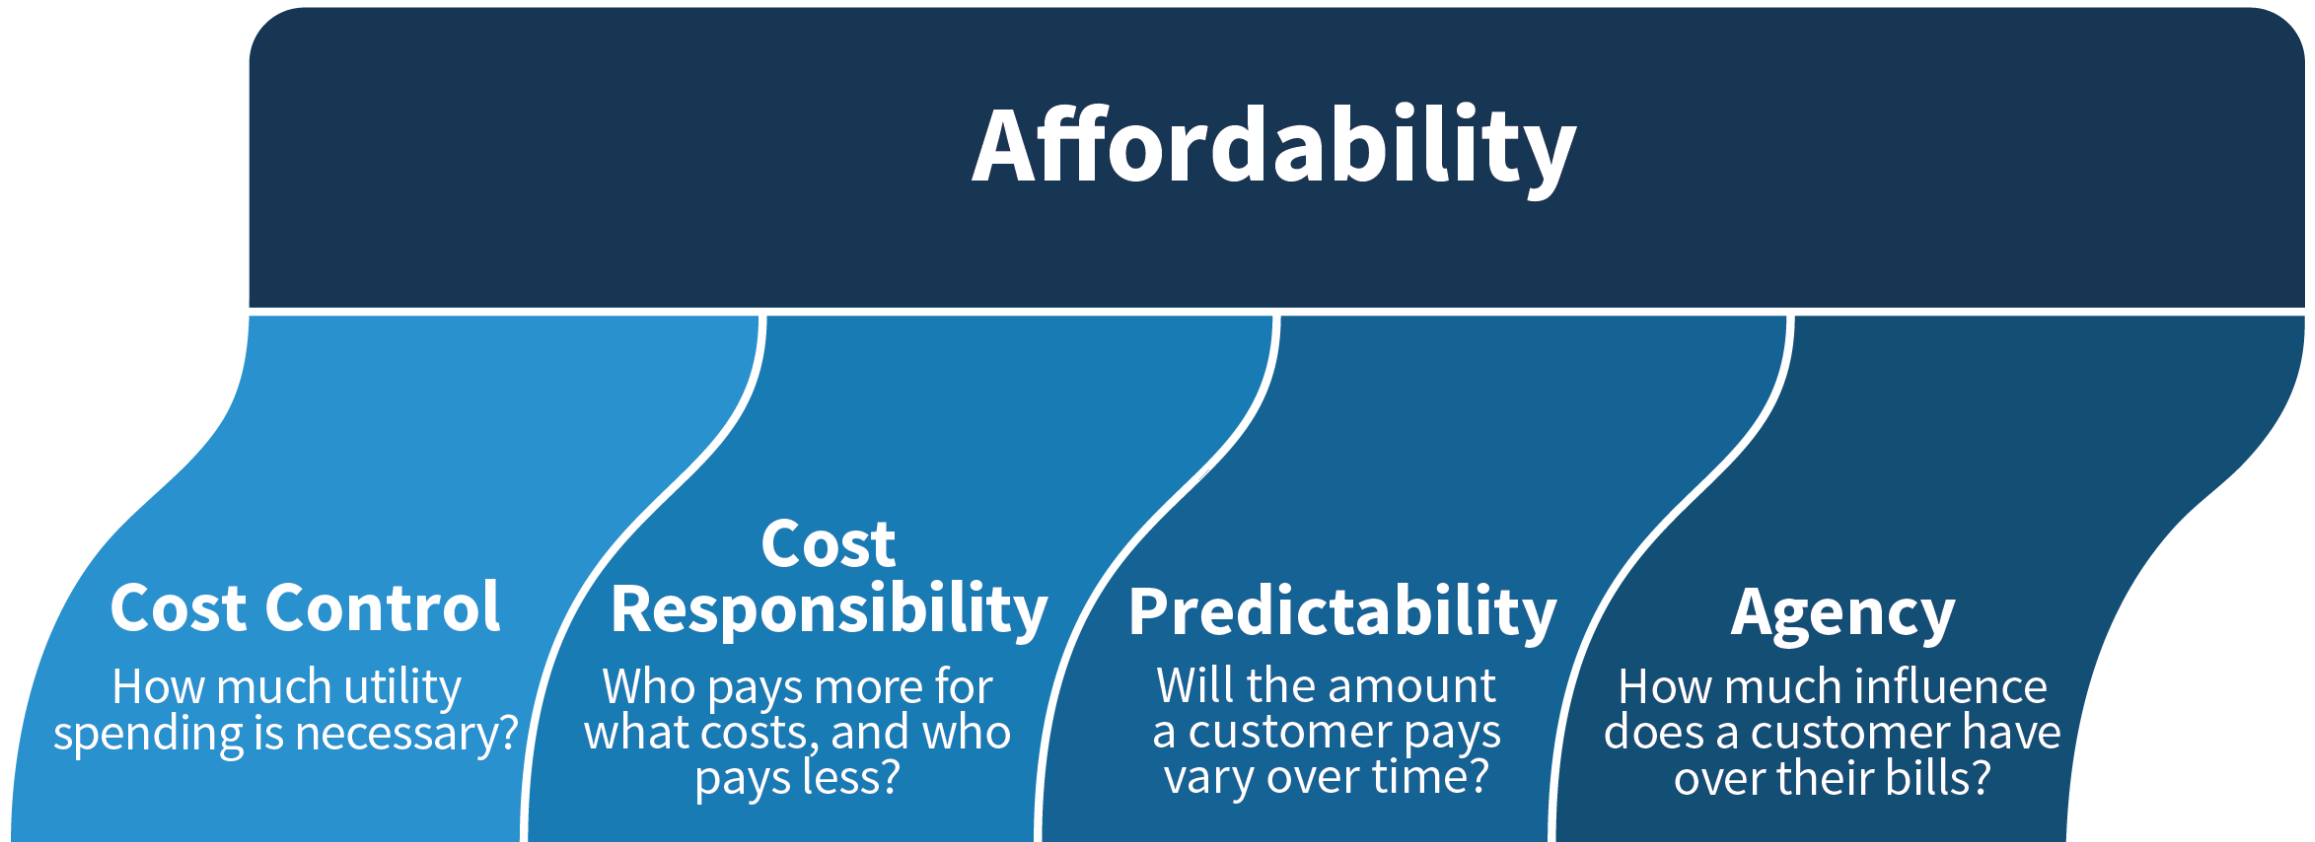 Affordability
Cost Control
How much utility
spending is necessary?
Cost
Responsibility
Who pays more for
what costs, and who
pays less?
Predictability
Will the amount
a customer pays
vary over time?
Agency
How much influence
does a customer have
over their bills?